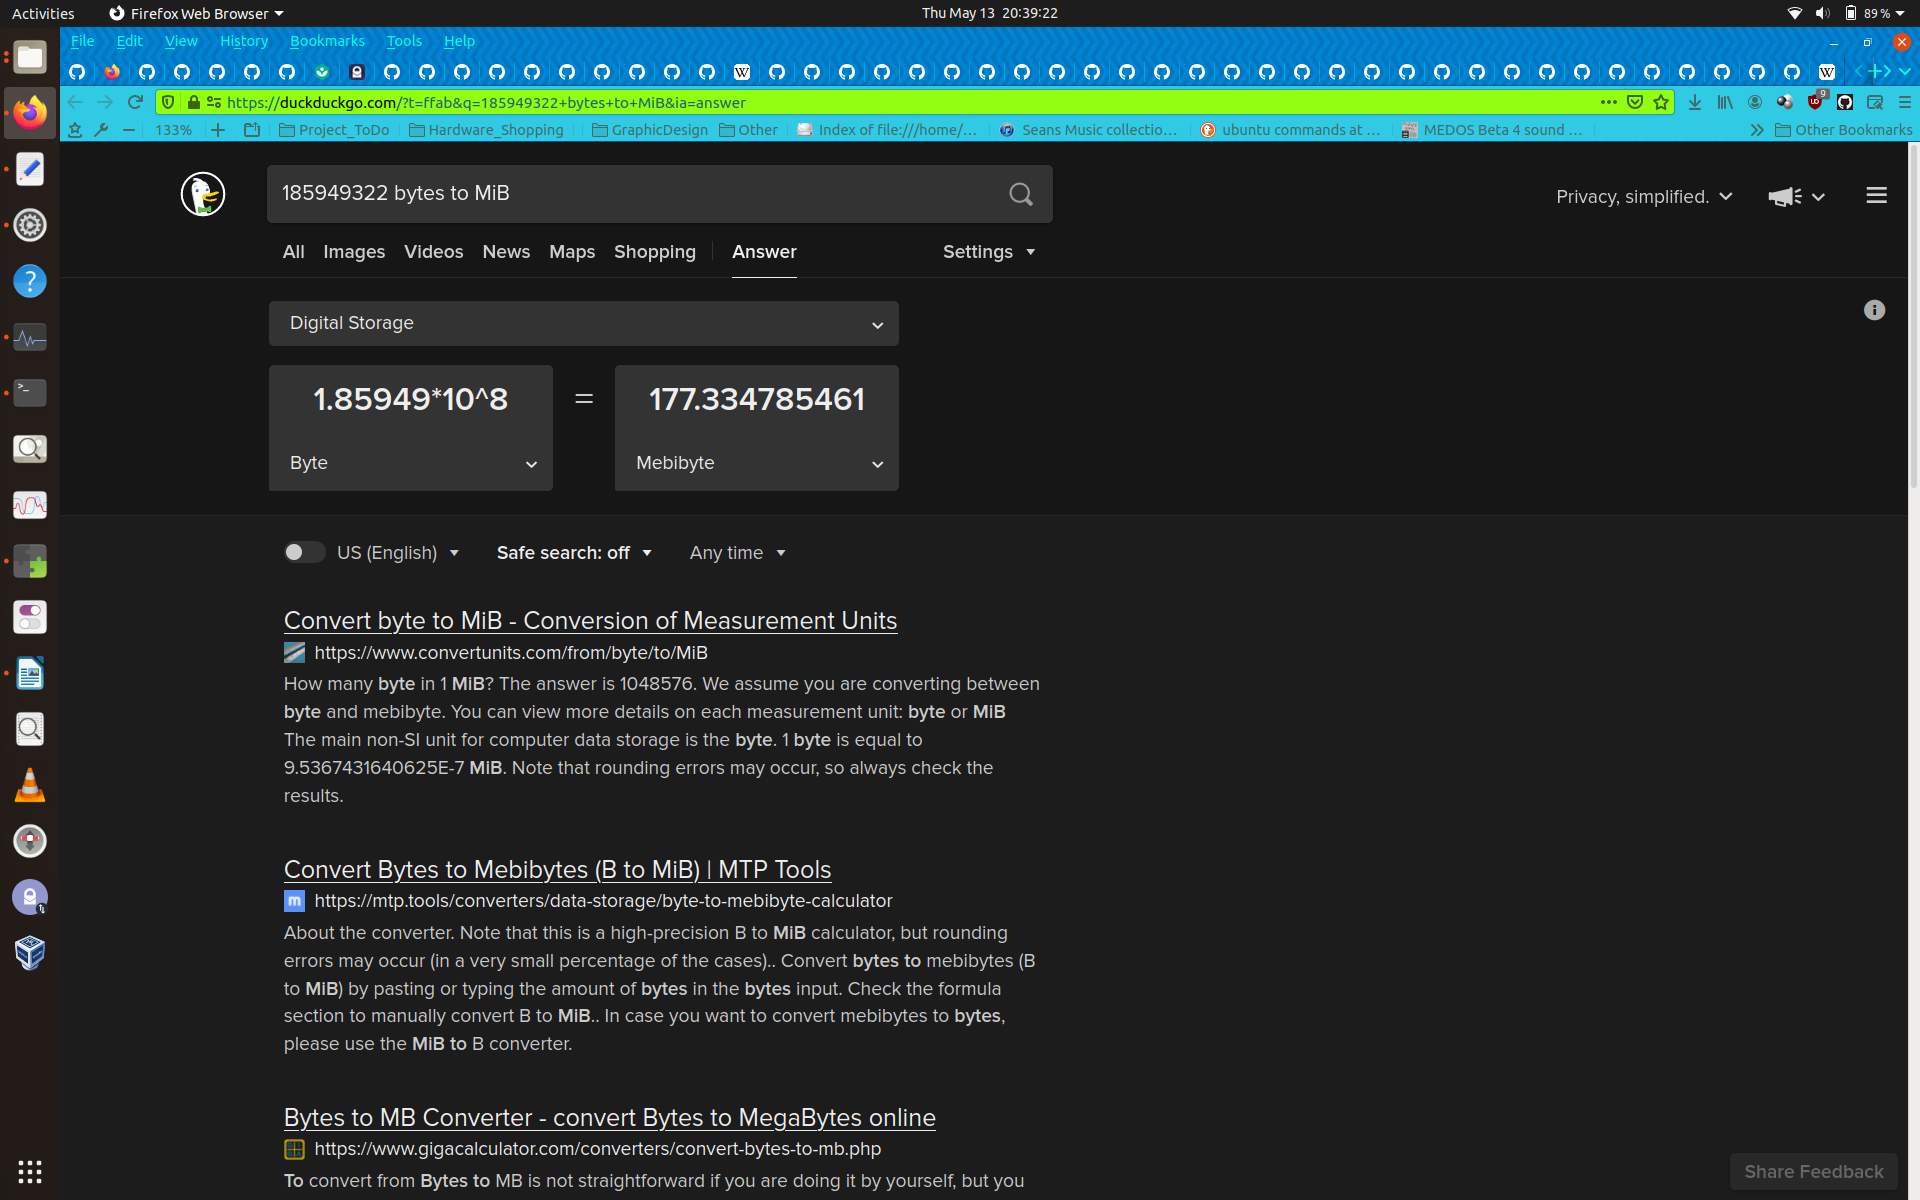 Activities
Firefox Web Browser
Thu May 13 20:39:22
89 %
File Edit View History Bookmarks Tools Help
https://duckduckgo.com/?t=ffab&q=185949322+bytes+to+MiB&ia=answer
9
133%
Project_ToDo
Hardware_Shopping
GraphicDesign
Other
Index of file:///home/...
Seans Music collectio...
ubuntu commands at ...
MEDOS Beta 4 sound ...
Other Bookmarks
185949322 bytes to MiB
Privacy, simplified.
All Images Videos News Maps Shopping Answer Settings
Digital Storage
1.85949*10^8 = 177.334785461
Byte Mebibyte
US (English) Safe search: off Any time
Convert byte to MiB - Conversion of Measurement Units
https://www.convertunits.com/from/byte/to/MiB
How many byte in 1 MiB? The answer is 1048576. We assume you are converting between
byte and mebibyte. You can view more details on each measurement unit: byte or MiB
The main non-SI unit for computer data storage is the byte. 1 byte is equal to
9.5367431640625E-7 MiB. Note that rounding errors may occur, so always check the
results.
Convert Bytes to Mebibytes (B to MiB) | MTP Tools
m
https://mtp.tools/converters/data-storage/byte-to-mebibyte-calculator
About the converter. Note that this is a high-precision B to MiB calculator, but rounding
errors may occur (in a very small percentage of the cases).. Convert bytes to mebibytes (B
to MiB) by pasting or typing the amount of bytes in the bytes input. Check the formula
section to manually convert B to MiB.. In case you want to convert mebibytes to bytes,
please use the MiB to B converter.
Bytes to MB Converter - convert Bytes to MegaBytes online
https://www.gigacalculator.com/converters/convert-bytes-to-mb.php
To convert from Bytes to MB is not straightforward if you are doing it by yourself, but you
Share Feedback